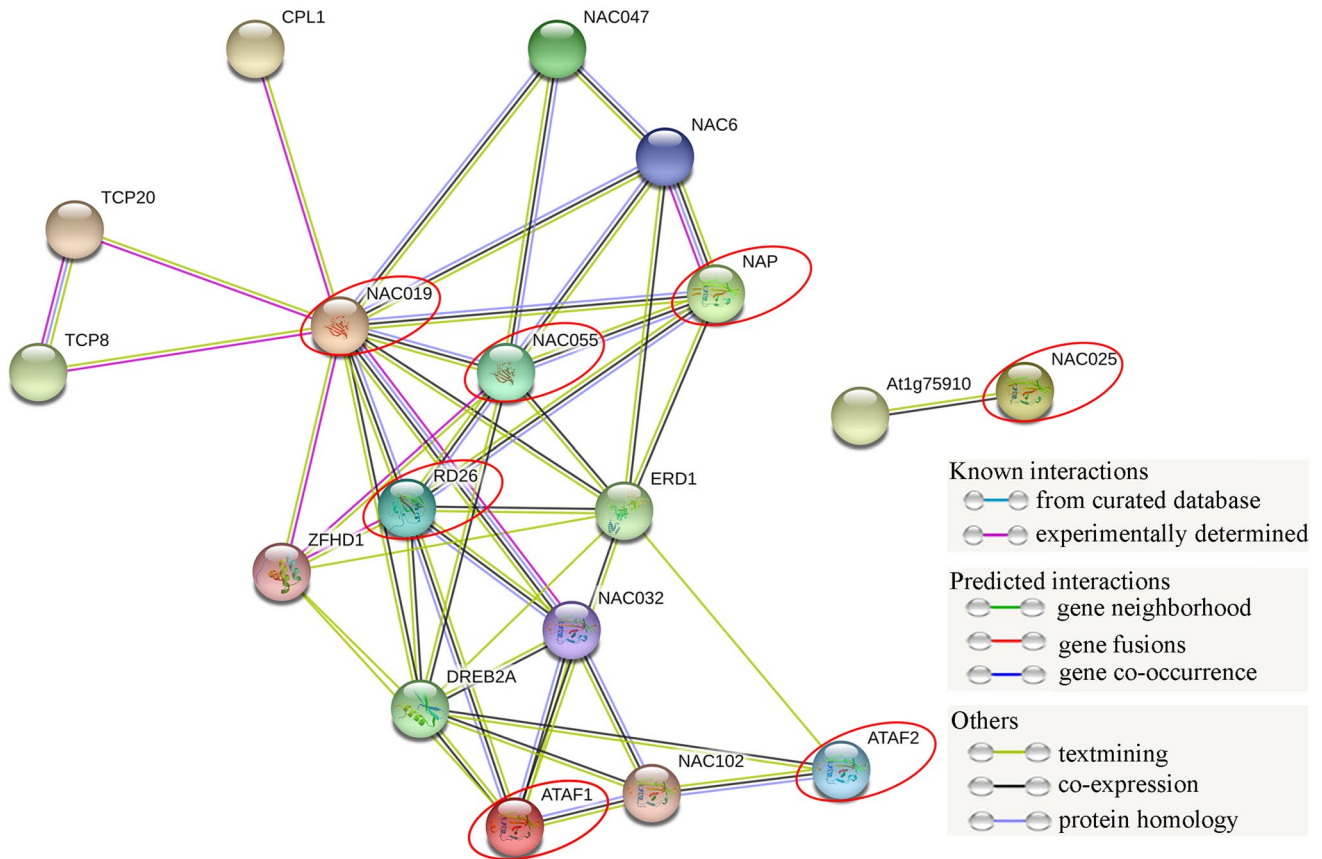 CPL1
NAC047
NAC6
TCP20
NAP
NAC019
TCP8
NAC055
NAC025
At1g75910
RD26
ERD1
ZFHD1
NAC032
DREB2A
ATAF2
NAC102
ATAF1
Known interactions
from curated database
experimentally determined
Predicted interactions
gene neighborhood
gene fusions
gene co-occurrence
Others
textmining
co-expression
protein homology